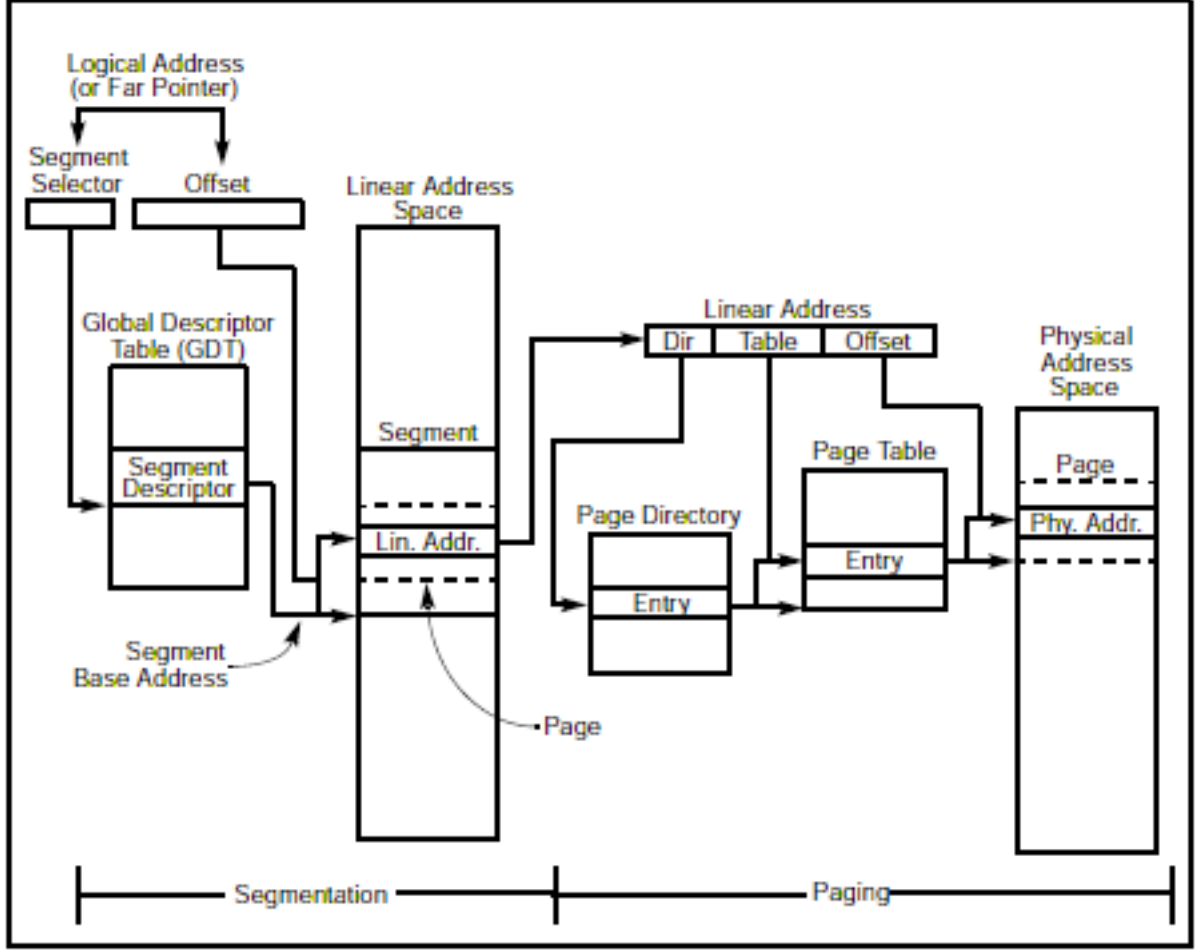 Logical Address
(or Far Pointer)
Segment
Selector
Offset
Linear Address
Space
Global Descriptor
Table (GDT)
Segment
Descriptor
Segment
Lin. Addr.
Segment
Base Address
Page
Linear Address
Dir
Table
Offset
Page Directory
Entry
Page Table
Entry
Physical
Address
Space
Page
Phy. Addr.
Segmentation
Paging